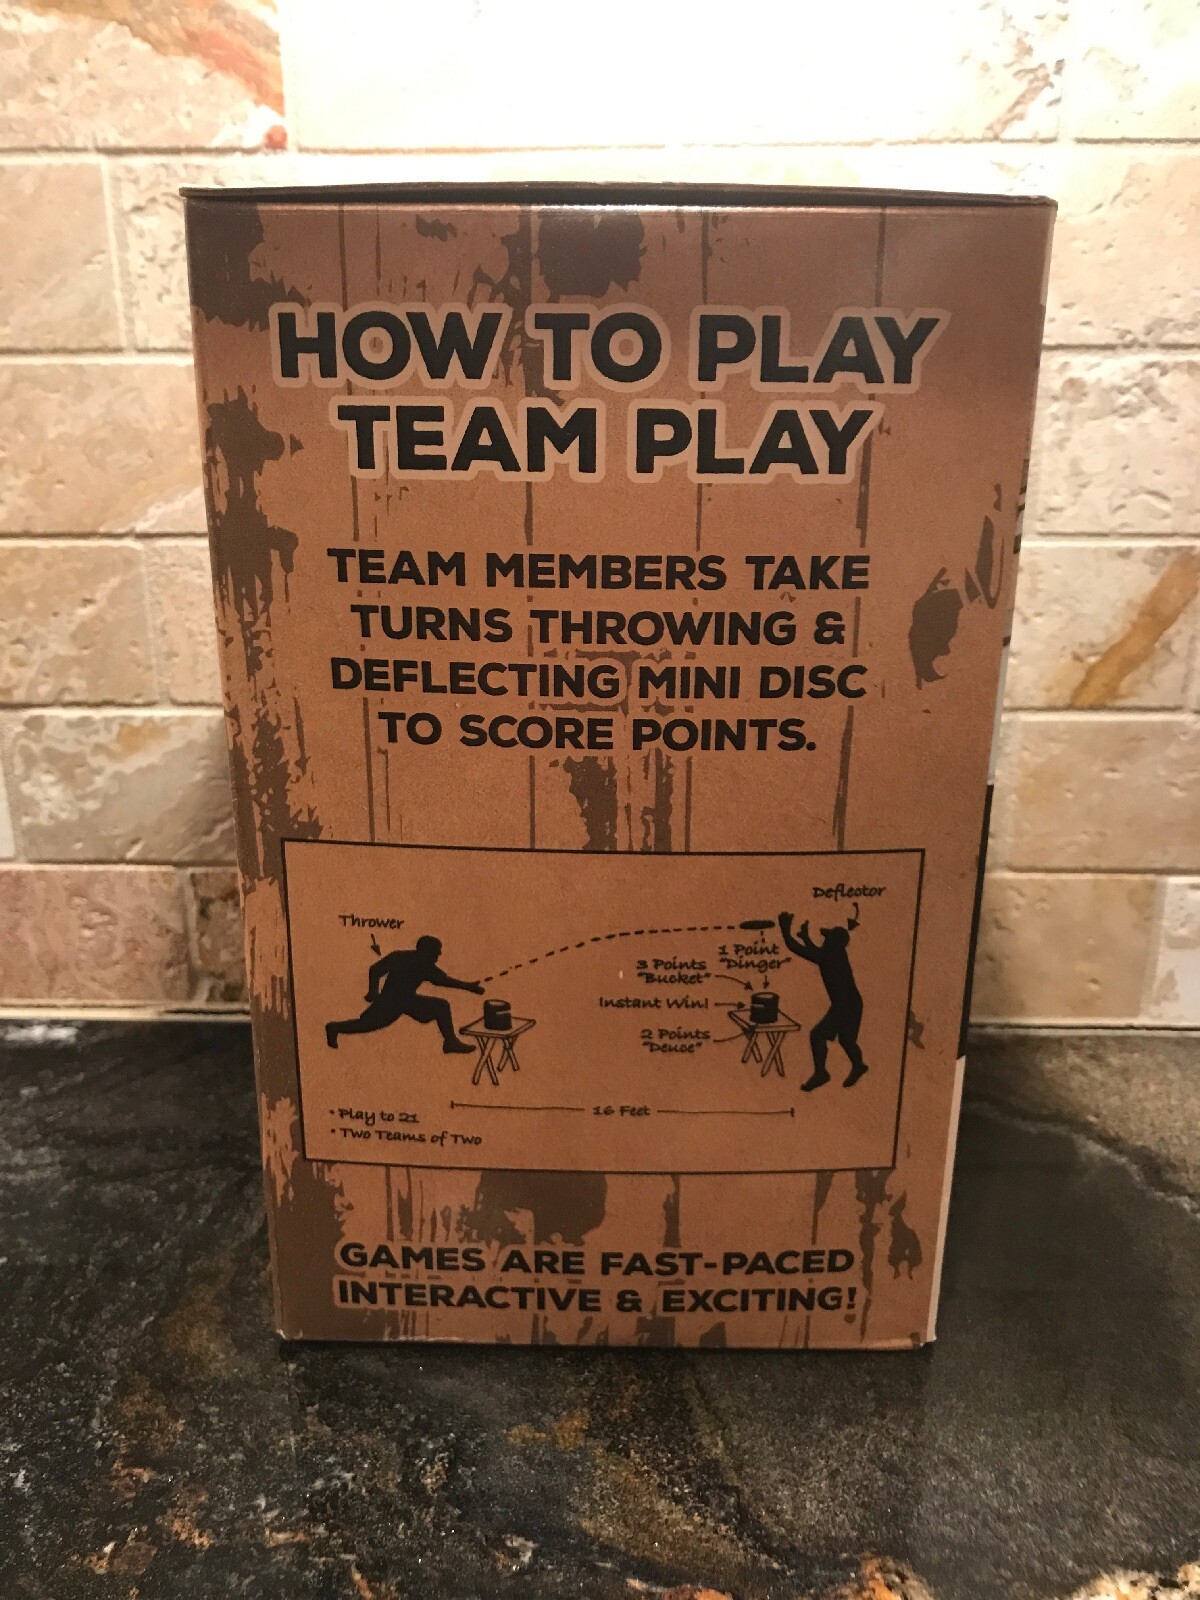 HOW TO PLAY
TEAM PLAY
TEAM MEMBERS TAKE
TURNS THROWING &
DEFLECTING MINI DISC
TO SCORE POINTS.
Thrower
Deflector
1 Point
"Dinger"
3 Points
"Bucket"
Instant Win!
2 Points
"Deuce"
16 Feet
• Play to 21
• Two Teams of Two
GAMES ARE FAST-PACED
INTERACTIVE & EXCITING!